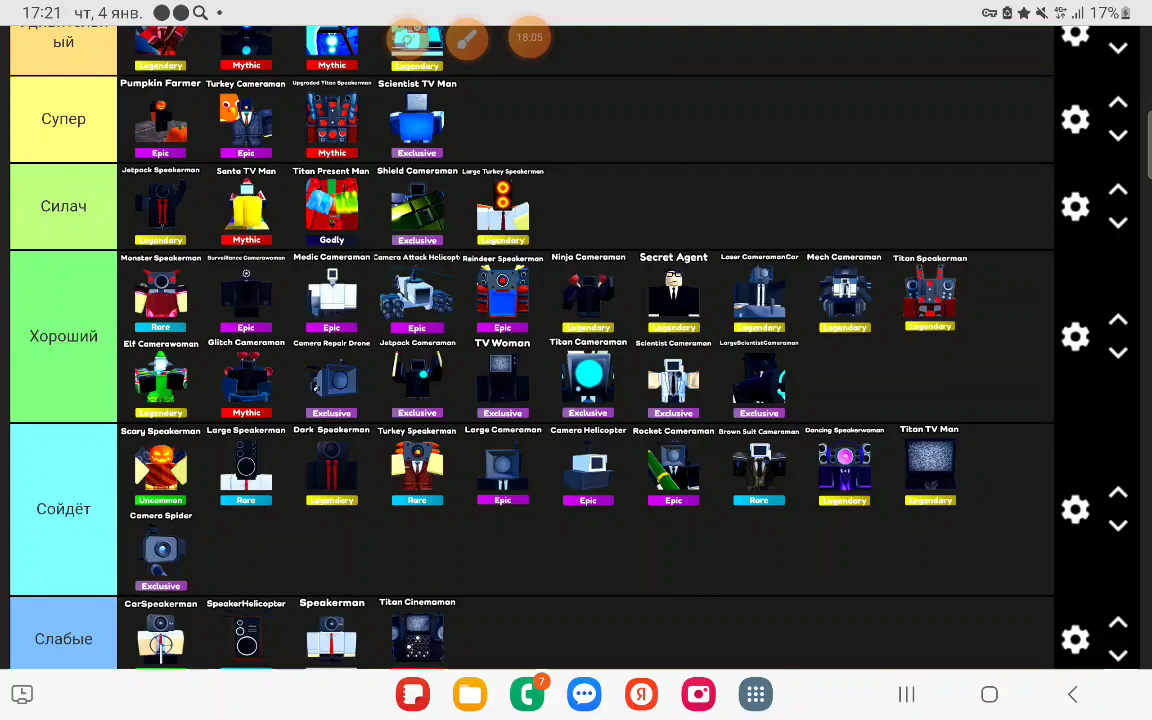 17:21 чт, 4 янв.
4G+ 17%
18:05
ый
Legendary Mythic Mythic Legendary
Супер
Pumpkin Farmer Turkey Cameraman Upgraded Titan Speakerman Scientist TV Man
Epic Epic Mythic Exclusive
Силач
Jetpack Speakerman Santa TV Man Titan Present Man Shield Cameraman Large Turkey Speakerman
Legendary Mythic Godly Exclusive Legendary
Хороший
Monster Speakerman Surveillance Camerawoman Medic Cameraman Camera Attack Helicopt Reindeer Speakerman Ninja Cameraman Secret Agent Laser CameramanCar Mech Cameraman Titan Speakerman
Rare Epic Epic Epic Epic Legendary Legendary Legendary Legendary Legendary
Elf Camerawoman Glitch Cameraman Camera Repair Drone Jetpack Cameraman TV Woman Titan Cameraman Scientist Cameraman LargeScientistCameraman
Legendary Mythic Exclusive Exclusive Exclusive Exclusive Exclusive Exclusive
Сойдёт
Scary Speakerman Large Speakerman Dark Speakerman Turkey Speakerman Large Cameraman Camera Helicopter Rocket Cameraman Brown Suit Cameraman Dancing Speakerwoman Titan TV Man
Uncommon Rare Legendary Rare Epic Epic Epic Rare Legendary Legendary
Camera Spider
Exclusive
Слабые
CarSpeakerman SpeakerHelicopter Speakerman Titan Cinemaman
7
Я